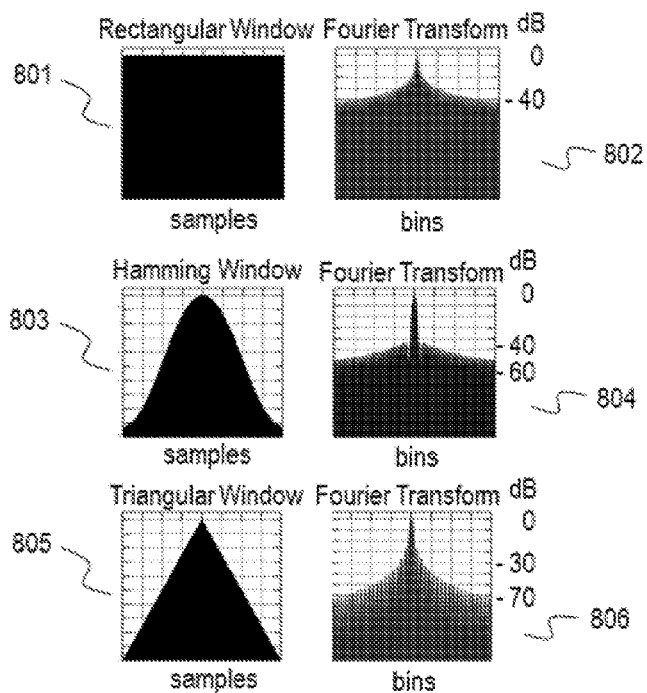 Rectangular Window Fourier Transform dB
801
0
- 40
802
samples bins
Hamming Window Fourier Transform dB
803
0
- 40
- 60
804
samples bins
Triangular Window Fourier Transform dB
805
0
- 30
- 70
806
samples bins